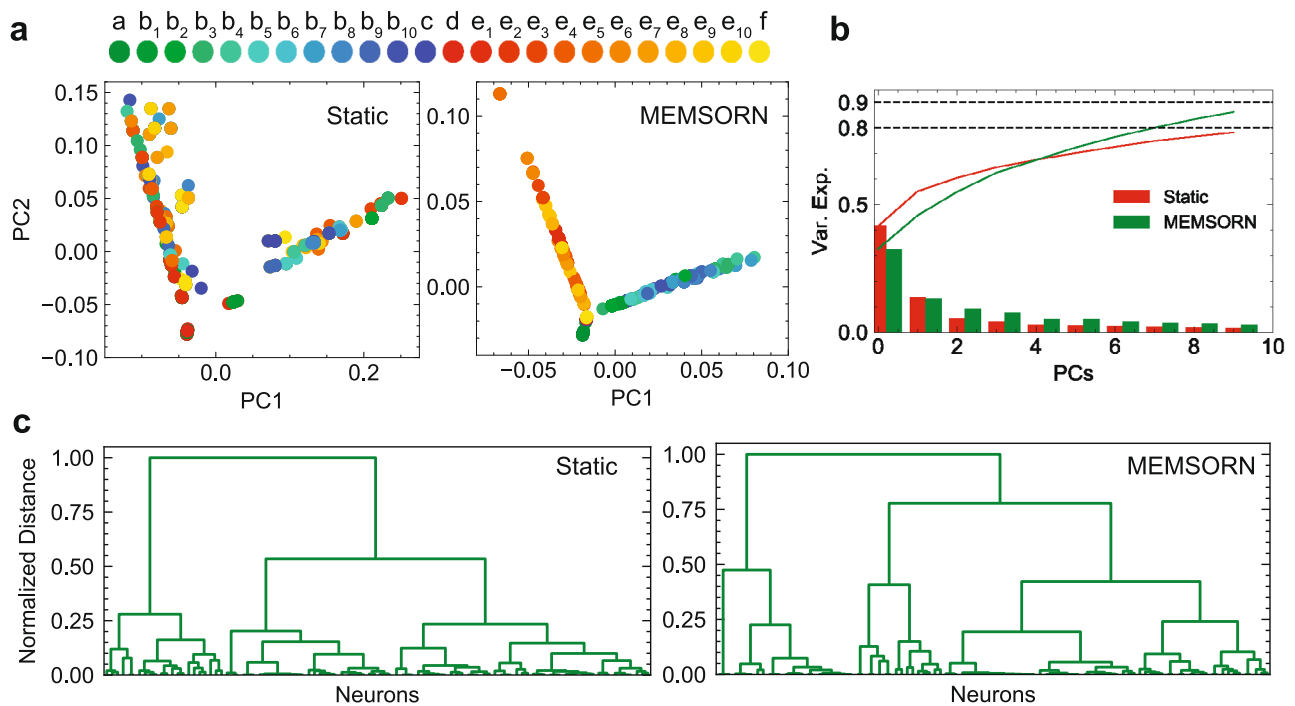 a
a b1 b2 b3 b4 b5 b6 b7 b8 b9 b10 c d e1 e2 e3 e4 e5 e6 e7 e8 e9 e10 f
Static
PC2
0.15
0.10
0.05
0.00
−0.05
−0.10
0.0 0.2
PC1
MEMSORN
0.10
0.05
0.00
−0.05 0.00 0.05 0.10
PC1
b
Var. Exp.
0.9
0.8
0.5
0.0
Static
MEMSORN
0 2 4 6 8 10
PCs
c
Normalized Distance
1.00
0.75
0.50
0.25
0.00
Static
Neurons
1.00
0.75
0.50
0.25
0.00
MEMSORN
Neurons